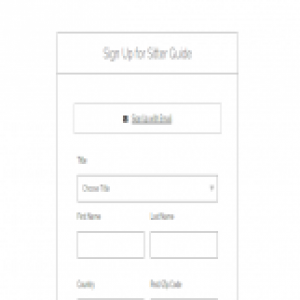 Sign Up for Sitter Guide
Sign Up with Email
Title
Choose Title
First Name Last Name
Country Post/Zip Code